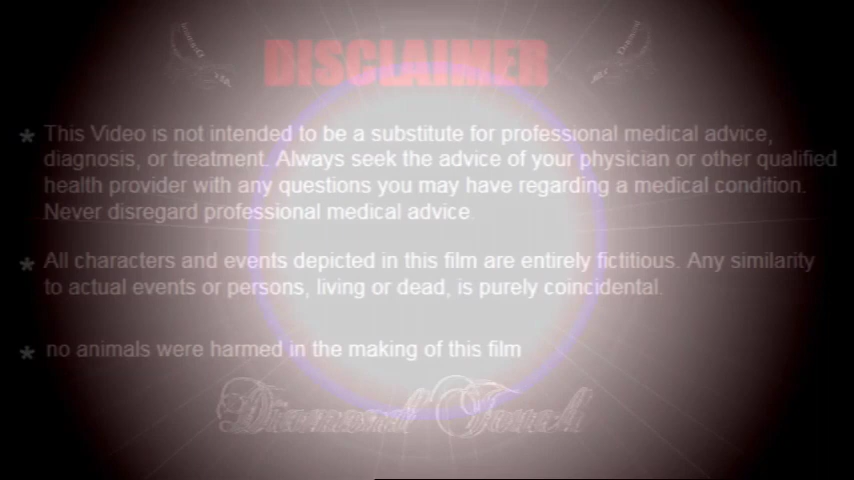 DISCLAIMER
* This Video is not intended to be a substitute for professional medical advice,
diagnosis, or treatment. Always seek the advice of your physician or other qualified
health provider with any questions you may have regarding a medical condition.
Never disregard professional medical advice
* All characters and events depicted in this film are entirely fictitious. Any similarity
to actual events or persons, living or dead, is purely coincidental.
* no animals were harmed in the making of this film
Diamond Touch